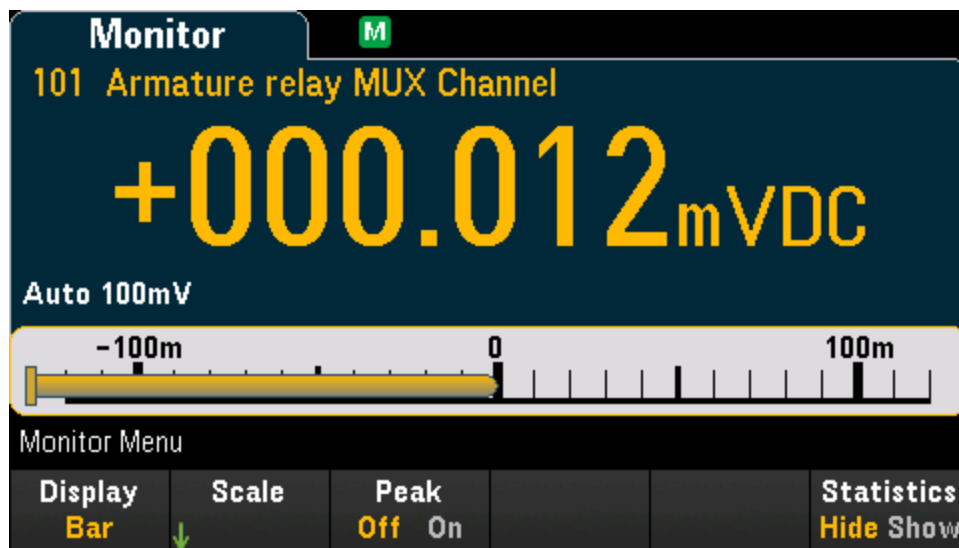 Monitor M
101 Armature relay MUX Channel
+000.012mVDC
Auto 100mV
-100m 0 100m
Monitor Menu
Display Scale Peak Statistics
Bar Off On Hide Show